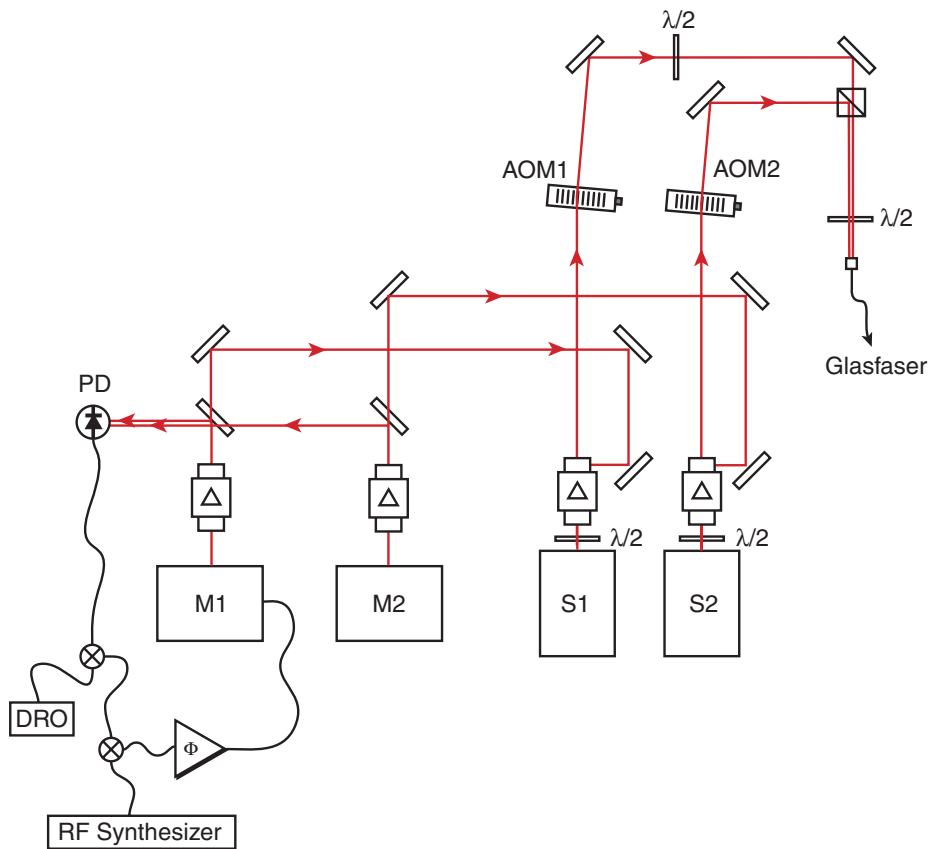 λ/2
AOM1
AOM2
λ/2
Glasfaser
PD
λ/2
λ/2
M1
M2
S1
S2
DRO
Φ
RF Synthesizer